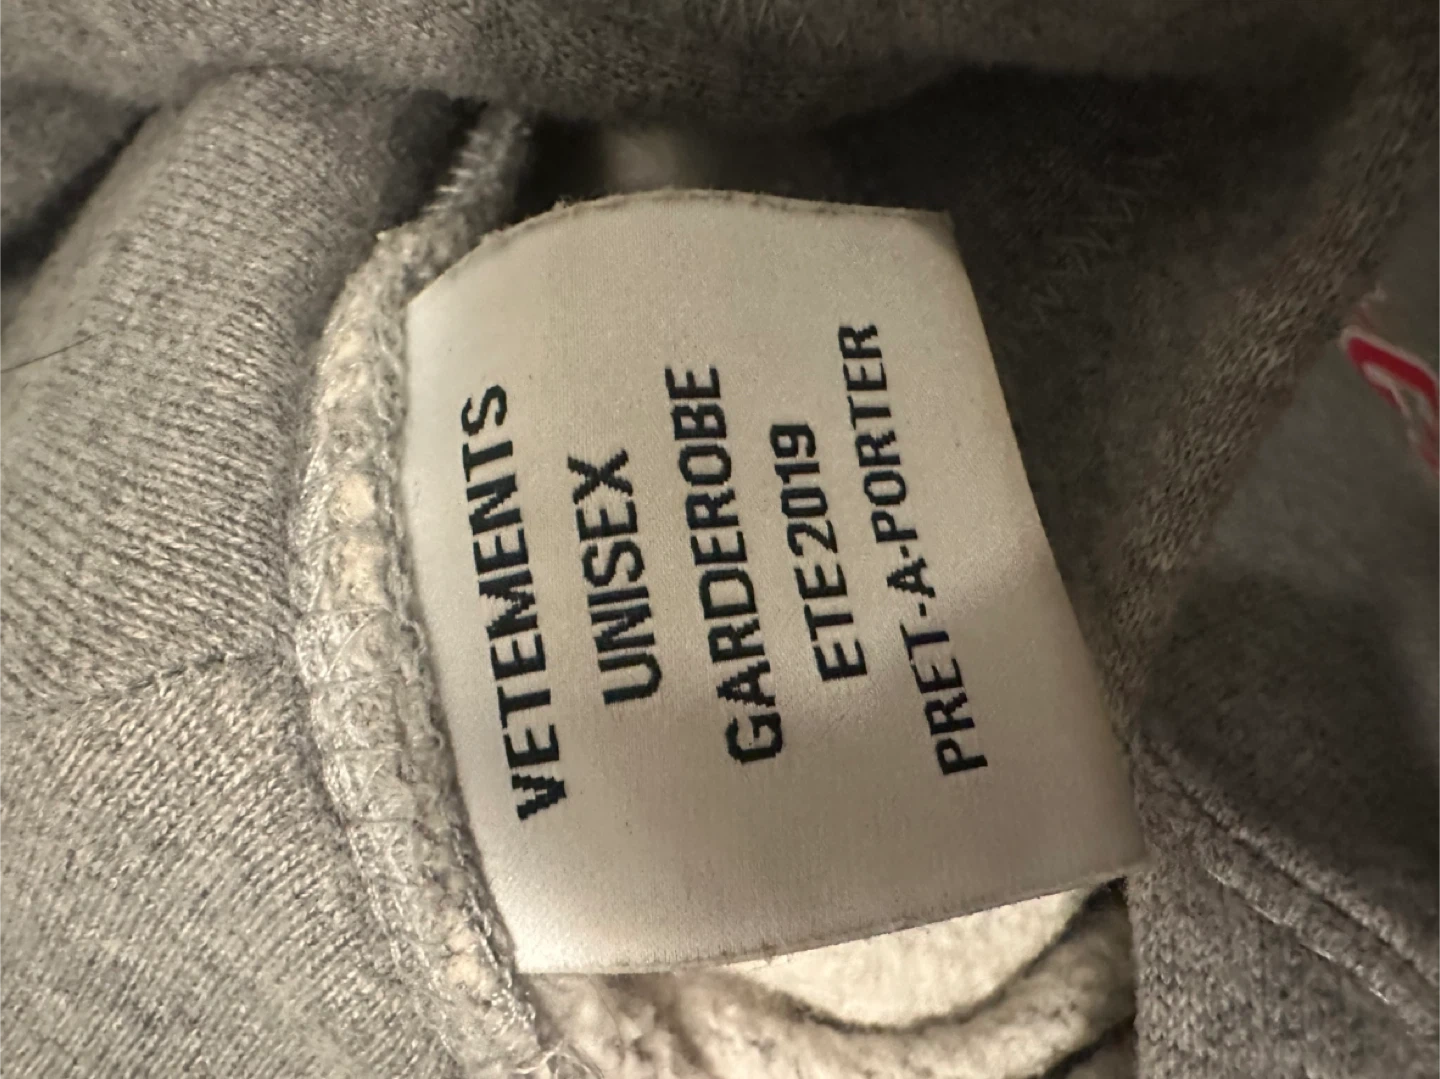 VETEMENTS
UNISEX
GARDEROBE
ETE 2019
PRET-A-PORTER